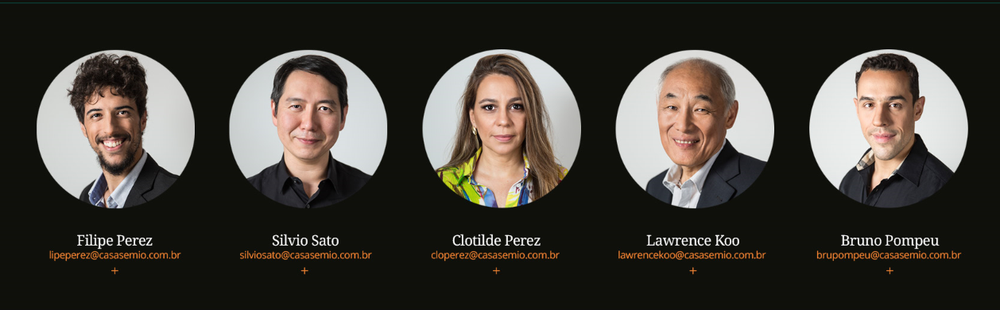 Filipe Perez
lipeperez@casasemio.com.br
+
Silvio Sato
silviosato@casasemio.com.br
+
Clotilde Perez
cloperez@casasemio.com.br
+
Lawrence Koo
lawrencekoo@casasemio.com.br
+
Bruno Pompeu
brupompeu@casasemio.com.br
+